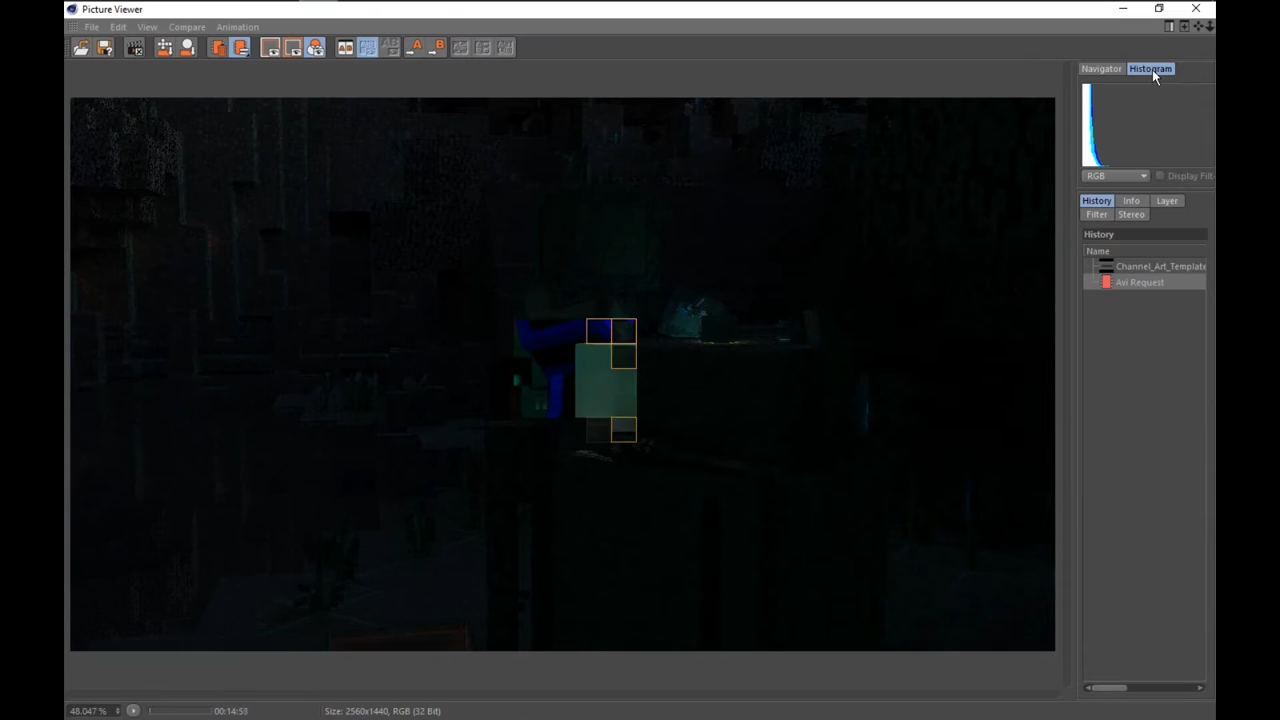 Picture Viewer
File Edit View Compare Animation
A B
Navigator Histogram
RGB Display Filt
History Info Layer
Filter Stereo
History
Name
Channel_Art_Template
Avi Request
48.047 % 00:14:53 Size: 2560x1440, RGB (32 Bit)